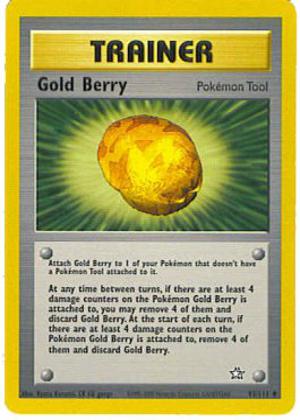 TRAINER
Gold Berry Pokémon Tool
Attach Gold Berry to 1 of your Pokémon that doesn't have
a Pokémon Tool attached to it.
At any time between turns, if there are at least 4
damage counters on the Pokémon Gold Berry is
attached to, you may remove 4 of them and
discard Gold Berry. At the start of each turn, if
there are at least 4 damage counters on the
Pokémon Gold Berry is attached to, remove 4
of them and discard Gold Berry.